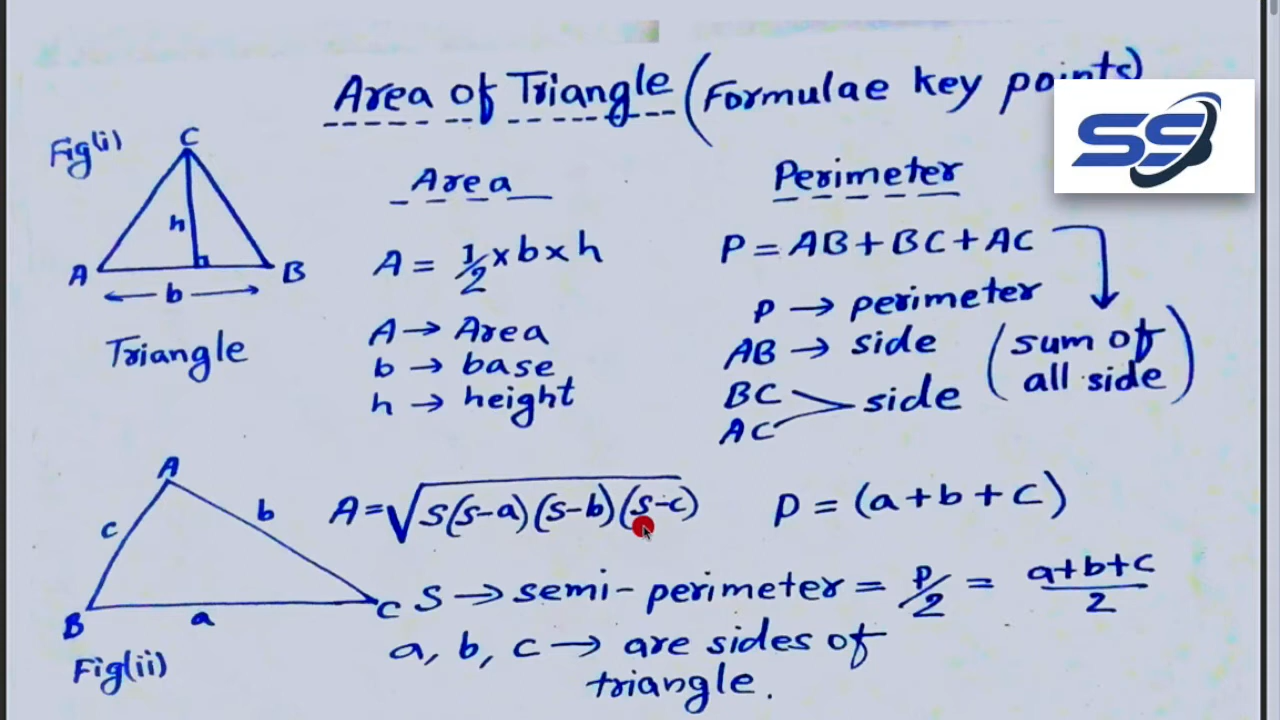 Area of Triangle (Formulae key points)
Fig(i)
C
h
A
B
b
Triangle
Area
A = 1/2 × b × h
A → Area
b → base
h → height
Perimeter
P = AB + BC + AC
P → perimeter
AB → side
BC
AC → side
(sum of
all side)
SS
A
c
b
B
a
C
Fig(ii)
A = √s(s-a)(s-b)(s-c)
P = (a + b + c)
S → semi-perimeter = P/2 = a+b+c/2
a, b, c → are sides of
triangle.